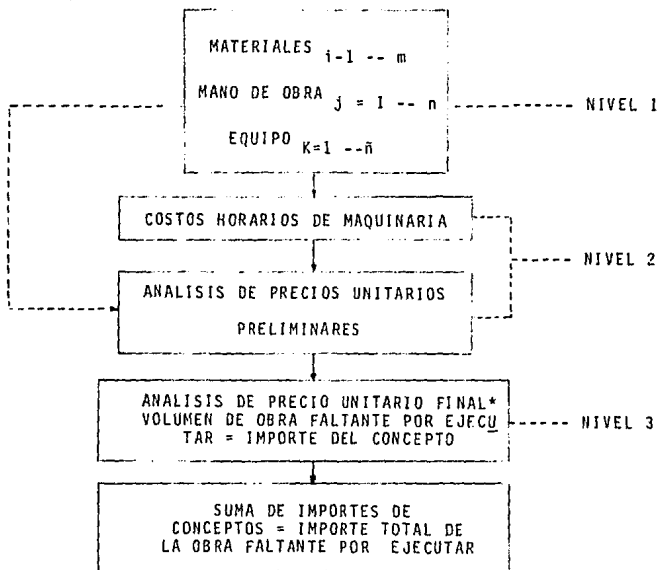 MATERIALES i-1 -- m
MANO DE OBRA j = I -- n
EQUIPO K=1 --ñ
NIVEL 1
COSTOS HORARIOS DE MAQUINARIA
NIVEL 2
ANALISIS DE PRECIOS UNITARIOS
PRELIMINARES
ANALISIS DE PRECIO UNITARIO FINAL*
VOLUMEN DE OBRA FALTANTE POR EJECU
TAR = IMPORTE DEL CONCEPTO
NIVEL 3
SUMA DE IMPORTES DE
CONCEPTOS = IMPORTE TOTAL DE
LA OBRA FALTANTE POR EJECUTAR